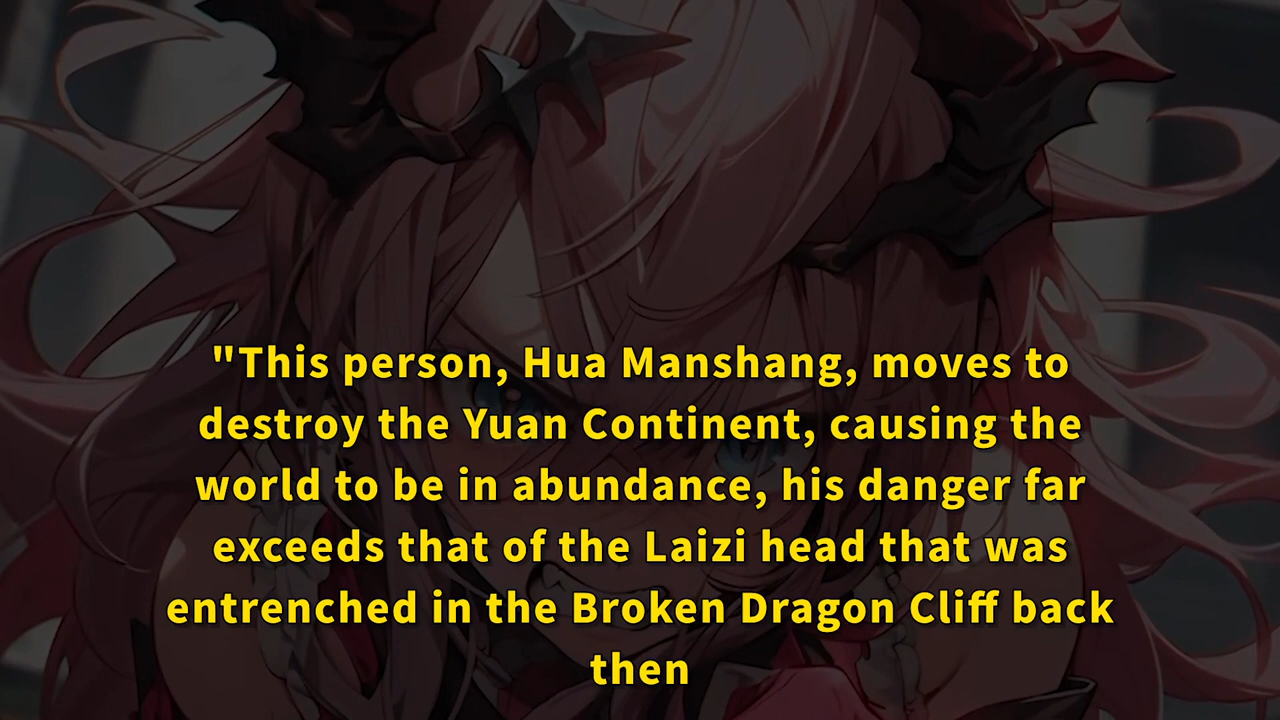 "This person, Hua Manshang, moves to
destroy the Yuan Continent, causing the
world to be in abundance, his danger far
exceeds that of the Laizi head that was
entrenched in the Broken Dragon Cliff back
then